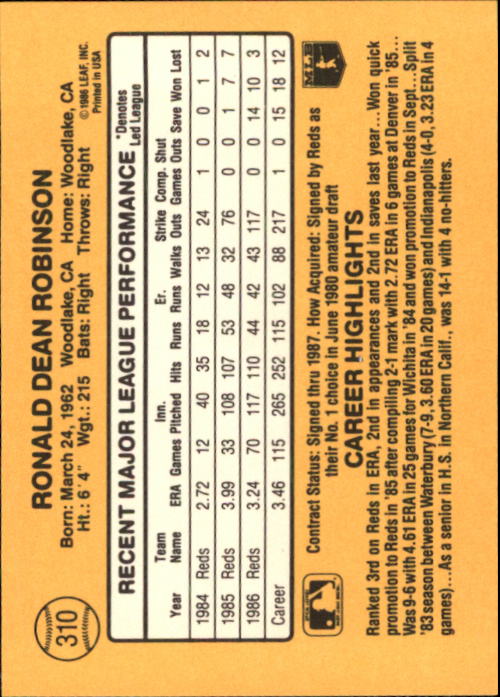 310
RONALD DEAN ROBINSON
Born: March 24, 1962 Woodlake, CA Home: Woodlake, CA
Ht.: 6'4" Wgt.: 215 Bats: Right Throws: Right
© 1986 LEAF, INC.
Printed in USA
RECENT MAJOR LEAGUE PERFORMANCE
*Denotes
Led League
Team Inn. Er. Strike Comp. Shut
Year Name ERA Games Pitched Hits Runs Runs Walks Outs Games Outs Save Won Lost
1984 Reds 2.72 12 40 35 18 12 13 24 1 0 0 1 2
1985 Reds 3.99 33 108 107 53 48 32 76 0 0 1 7 7
1986 Reds 3.24 70 117 110 44 42 43 117 0 0 14 10 3
Career 3.46 115 265 252 115 102 88 217 1 0 15 18 12
Contract Status: Signed thru 1987. How Acquired: Signed by Reds as
their No. 1 choice in June 1980 amateur draft
MLB
CAREER HIGHLIGHTS
Ranked 3rd on Reds in ERA, 2nd in appearances and 2nd in saves last year... Won quick
promotion to Reds in '85 after compiling 2-1 mark with 2.72 ERA in 6 games at Denver in '85...
Was 9-6 with 4.61 ERA in 25 games for Wichita in '84 and won promotion to Reds in Sept... Split
'83 season between Waterbury (7-9, 3.60 ERA in 20 games) and Indianapolis (4-0, 3.23 ERA in 4
games)... As a senior in H.S. in Northern Calif., was 14-1 with 4 no-hitters.